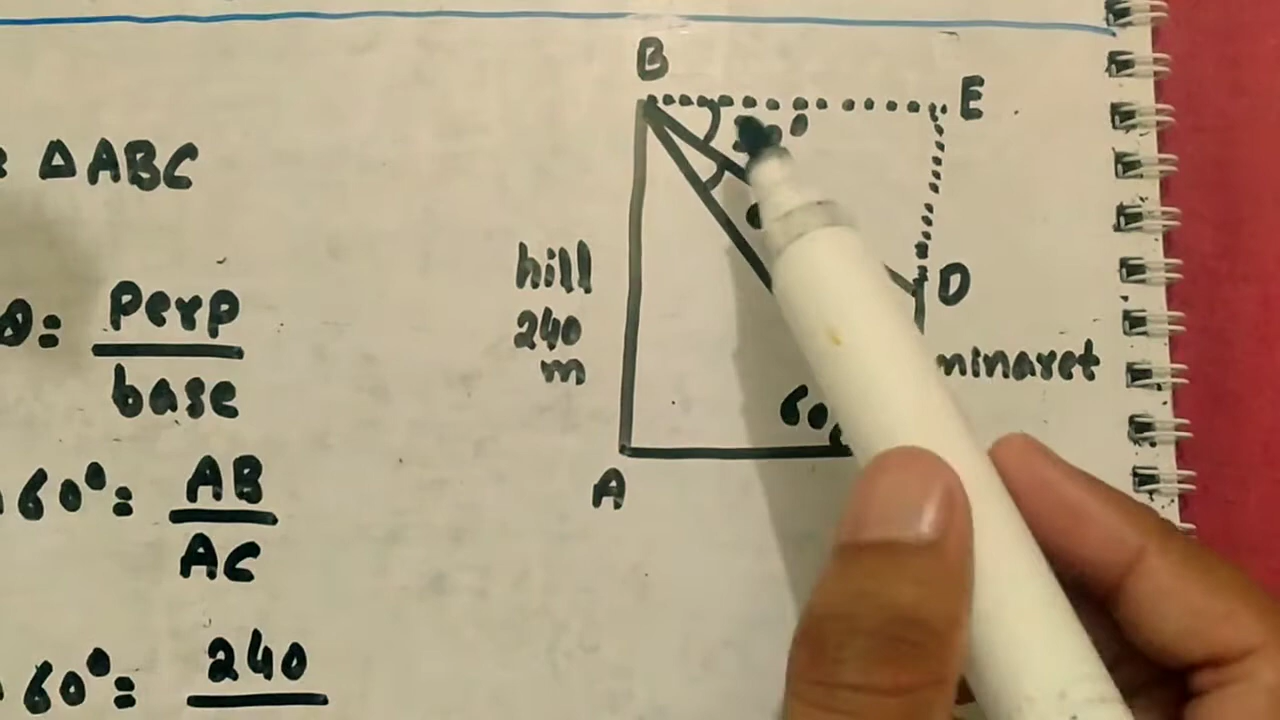 : ΔABC
θ= perp
base
60°= AB
AC
60°= 240
B
E
hill
240
m
D
minaret
60
A